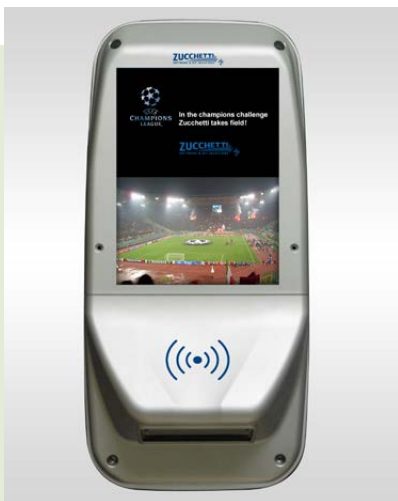 ZUCCHETTI
CHAMPIONS
LEAGUE
In the champions challenge
Zucchetti takes field!
ZUCCHETTI